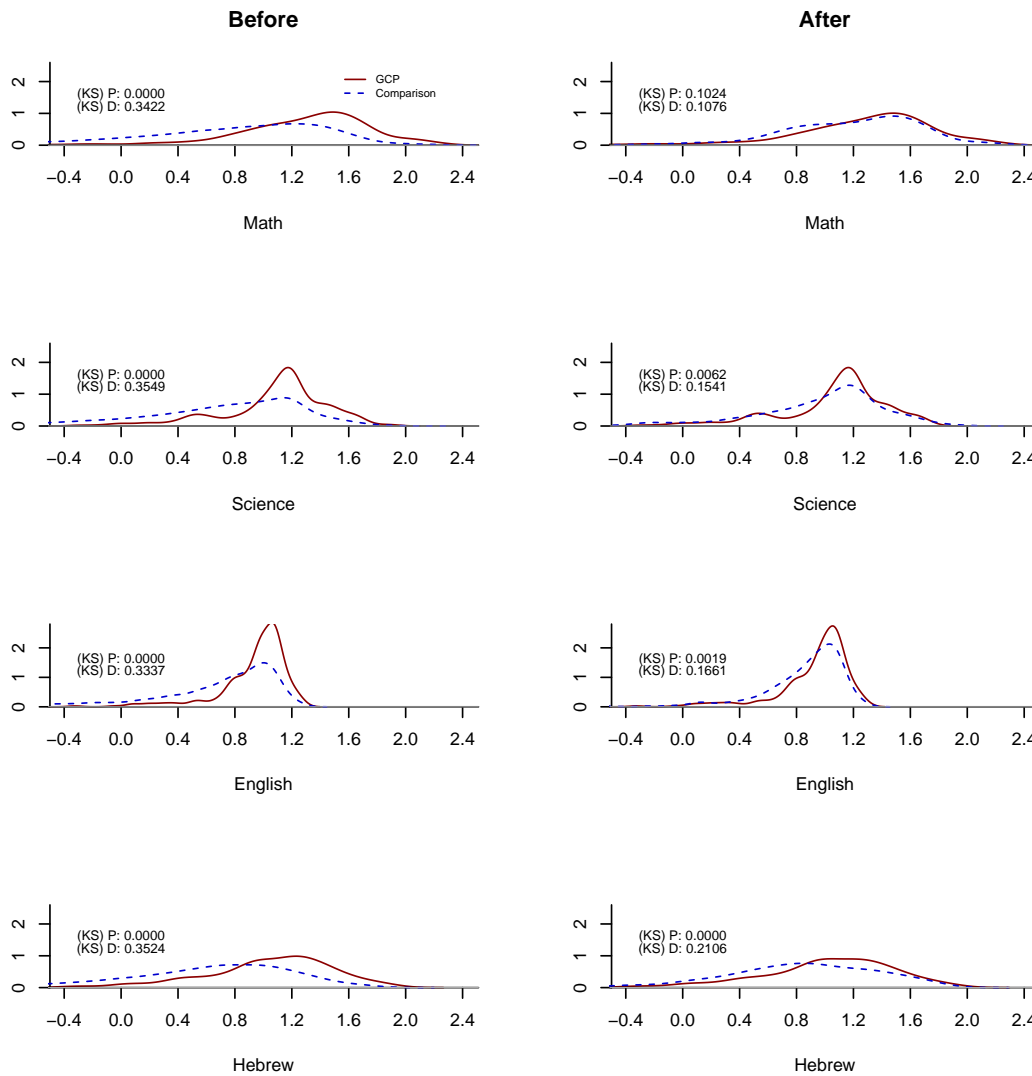 Before
After
2
1
0
(KS) P: 0.0000
(KS) D: 0.3422
GCP
Comparison
−0.4 0.0 0.4 0.8 1.2 1.6 2.0 2.4
Math
2
1
0
(KS) P: 0.1024
(KS) D: 0.1076
−0.4 0.0 0.4 0.8 1.2 1.6 2.0 2.4
Math
2
1
0
(KS) P: 0.0000
(KS) D: 0.3549
−0.4 0.0 0.4 0.8 1.2 1.6 2.0 2.4
Science
2
1
0
(KS) P: 0.0062
(KS) D: 0.1541
−0.4 0.0 0.4 0.8 1.2 1.6 2.0 2.4
Science
2
1
0
(KS) P: 0.0000
(KS) D: 0.3337
−0.4 0.0 0.4 0.8 1.2 1.6 2.0 2.4
English
2
1
0
(KS) P: 0.0019
(KS) D: 0.1661
−0.4 0.0 0.4 0.8 1.2 1.6 2.0 2.4
English
2
1
0
(KS) P: 0.0000
(KS) D: 0.3524
−0.4 0.0 0.4 0.8 1.2 1.6 2.0 2.4
Hebrew
2
1
0
(KS) P: 0.0000
(KS) D: 0.2106
−0.4 0.0 0.4 0.8 1.2 1.6 2.0 2.4
Hebrew